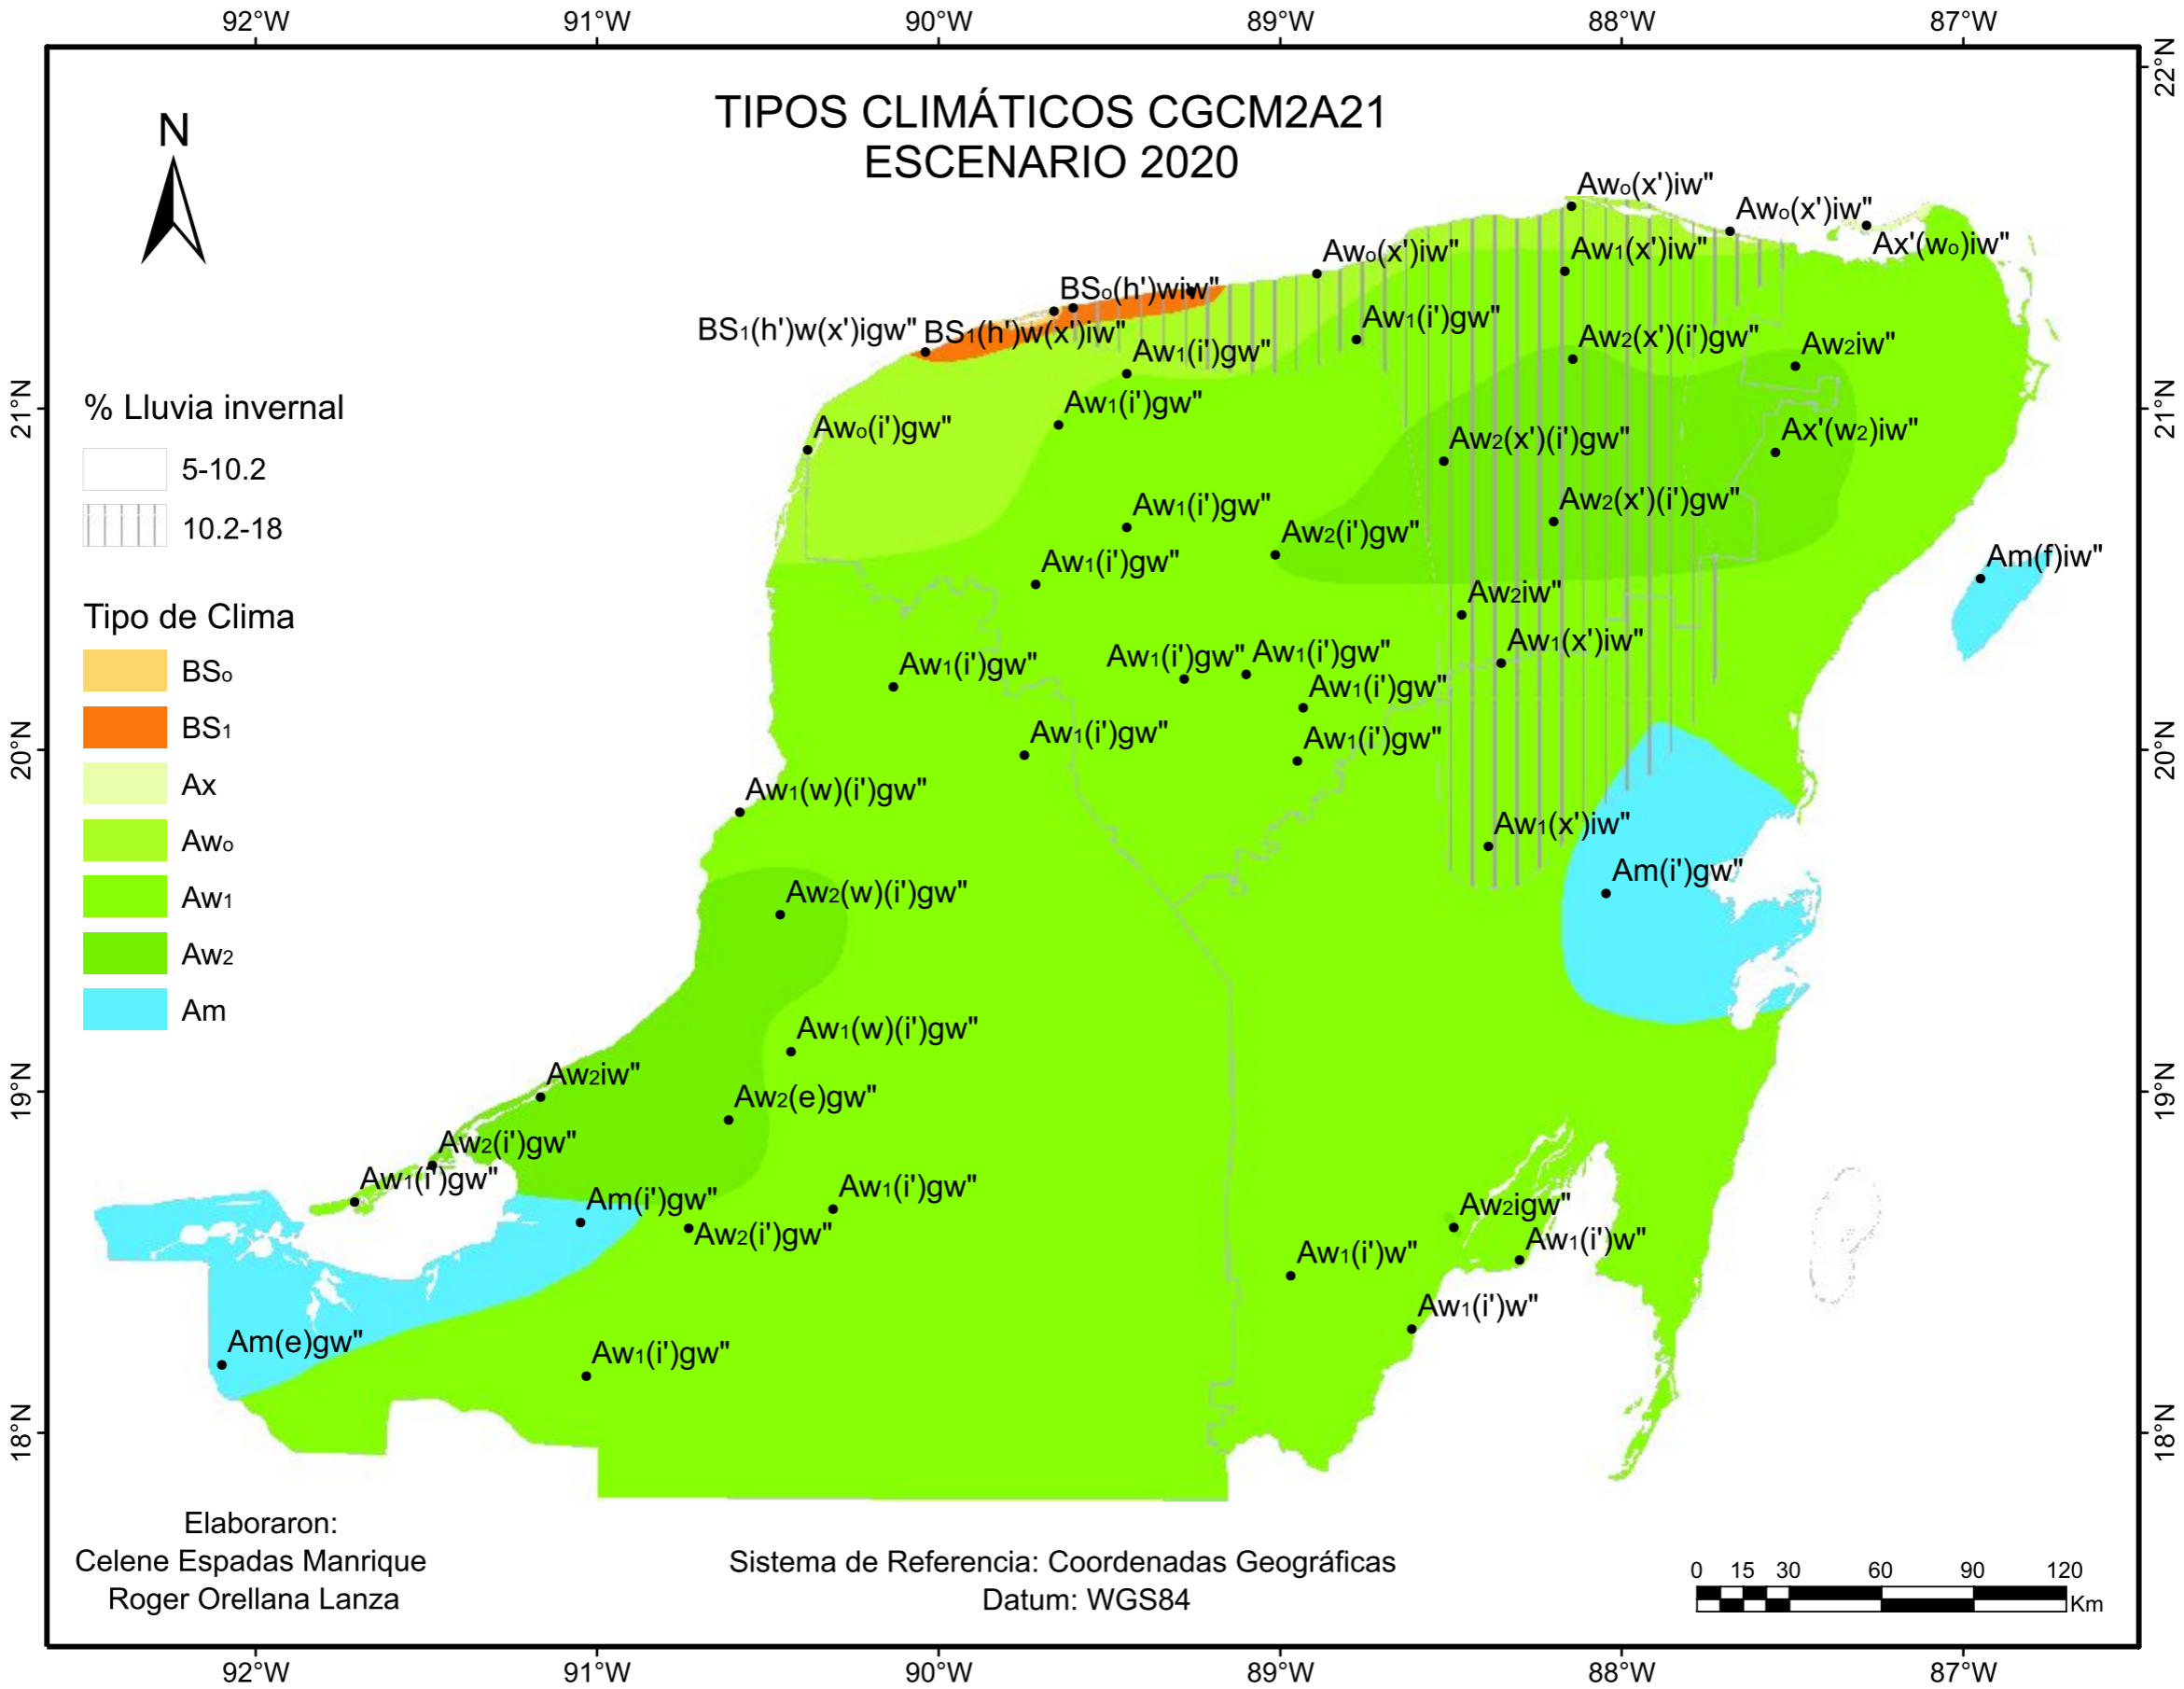 92°W 91°W 90°W 89°W 88°W 87°W
22°N
22°N
TIPOS CLIMÁTICOS CGCM2A21
ESCENARIO 2020
N
Awo(x')iw"
Awo(x')iw"
Ax'(wo)iw"
Awo(x')iw"
Aw1(x')iw"
BSo(h')wiw"
BS1(h')w(x')igw"
BS1(h')w(x')iw"
Aw1(i')gw"
Aw1(i')gw"
Aw2(x')(i')gw"
Aw2iw"
% Lluvia invernal
5-10.2
10.2-18
Aw1(i')gw"
Awo(i')gw"
Aw2(x')(i')gw"
Ax'(w2)iw"
21°N
21°N
Aw1(i')gw"
Aw2(x')(i')gw"
Aw2(i')gw"
Aw1(i')gw"
Am(f)iw"
Aw2iw"
Tipo de Clima
BSo
BS1
Ax
Awo
Aw1
Aw2
Am
Aw1(x')iw"
Aw1(i')gw"
Aw1(i')gw"
Aw1(i')gw"
Aw1(i')gw"
Aw1(i')gw"
Aw1(i')gw"
20°N
20°N
Aw1(w)(i')gw"
Aw1(x')iw"
Am(i')gw"
Aw2(w)(i')gw"
Aw1(w)(i')gw"
Aw2iw"
Aw2(e)gw"
19°N
19°N
Aw2(i')gw"
Aw1(i')gw"
Am(i')gw"
Aw1(i')gw"
Aw2(i')gw"
Aw2igw"
Aw1(i')w"
Aw1(i')w"
Aw1(i')w"
Am(e)gw"
Aw1(i')gw"
18°N
18°N
Elaboraron:
Celene Espadas Manrique
Roger Orellana Lanza
Sistema de Referencia: Coordenadas Geográficas
Datum: WGS84
0 15 30 60 90 120
Km
92°W 91°W 90°W 89°W 88°W 87°W